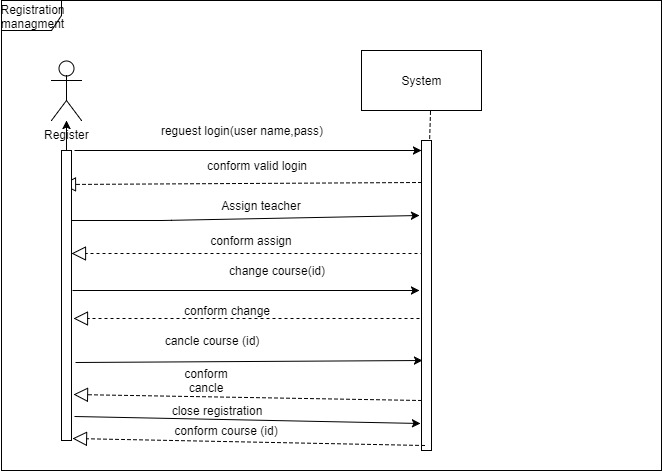 Registration
managment
System
Register
reguest login(user name,pass)
conform valid login
Assign teacher
conform assign
change course(id)
conform change
cancle course (id)
conform
cancle
close registration
conform course (id)